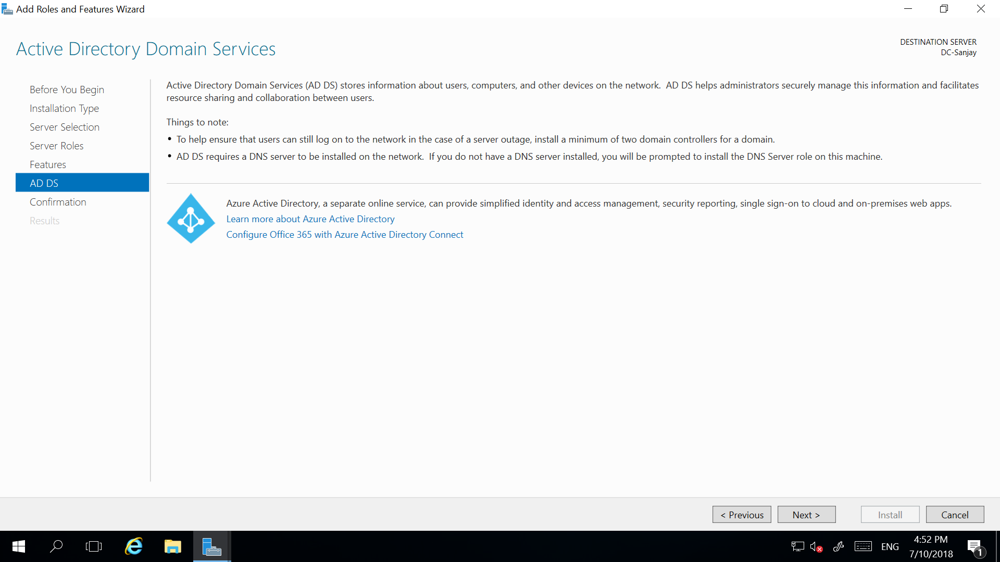 Add Roles and Features Wizard
Active Directory Domain Services
DESTINATION SERVER
DC-Sanjay
Before You Begin
Installation Type
Server Selection
Server Roles
Features
AD DS
Confirmation
Results
Active Directory Domain Services (AD DS) stores information about users, computers, and other devices on the network.  AD DS helps administrators securely manage this information and facilitates
resource sharing and collaboration between users.
Things to note:
• To help ensure that users can still log on to the network in the case of a server outage, install a minimum of two domain controllers for a domain.
• AD DS requires a DNS server to be installed on the network.  If you do not have a DNS server installed, you will be prompted to install the DNS Server role on this machine.
Azure Active Directory, a separate online service, can provide simplified identity and access management, security reporting, single sign-on to cloud and on-premises web apps.
Learn more about Azure Active Directory
Configure Office 365 with Azure Active Directory Connect
< Previous
Next >
Install
Cancel
ENG
4:52 PM
7/10/2018
1